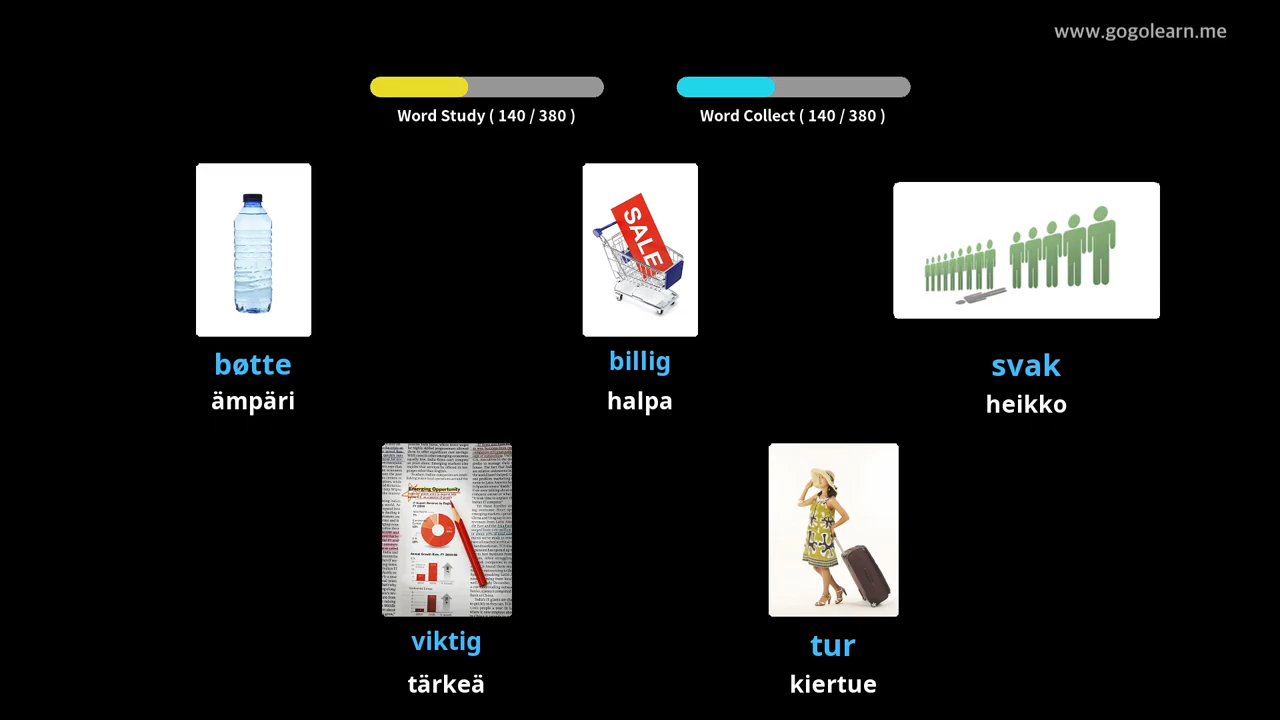 www.gogolearn.me
Word Study ( 140 / 380 )
Word Collect ( 140 / 380 )
SALE
bøtte
ämpäri
billig
halpa
svak
heikko
Emerging Opportunity
viktig
tärkeä
tur
kiertue